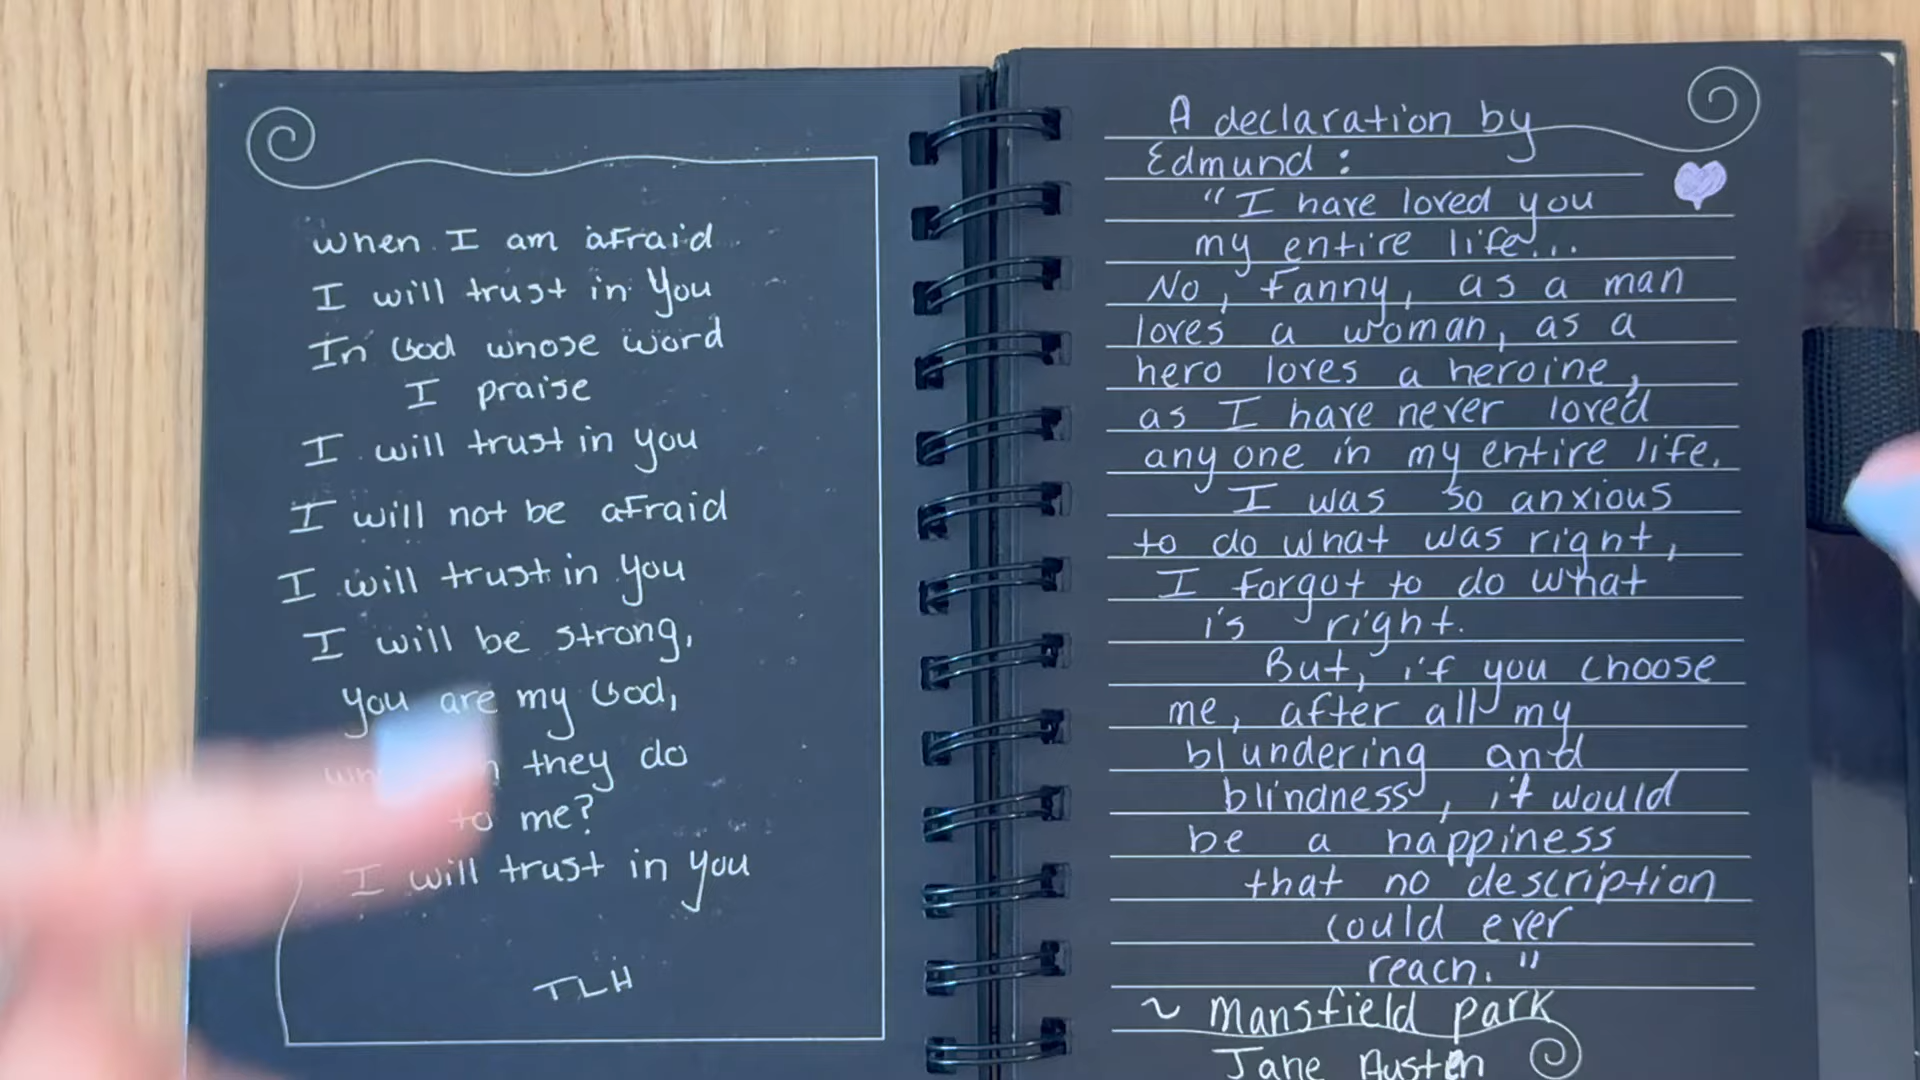 When I am afraid
I will trust in You
In God whose word
I praise
I will trust in you
I will not be afraid
I will trust in you
I will be strong,
you are my God,
they do
to me?
I will trust in you
TLH
A declaration by
Edmund :
"I have loved you
my entire life...
No, Fanny, as a man
loves a woman, as a
hero loves a heroine,
as I have never loved
anyone in my entire life.
I was so anxious
to do what was right,
I forgot to do what
is right.
But, if you choose
me, after all my
blundering and
blindness, it would
be a happiness
that no description
could ever
reach."
~ Mansfield park
Jane Austen